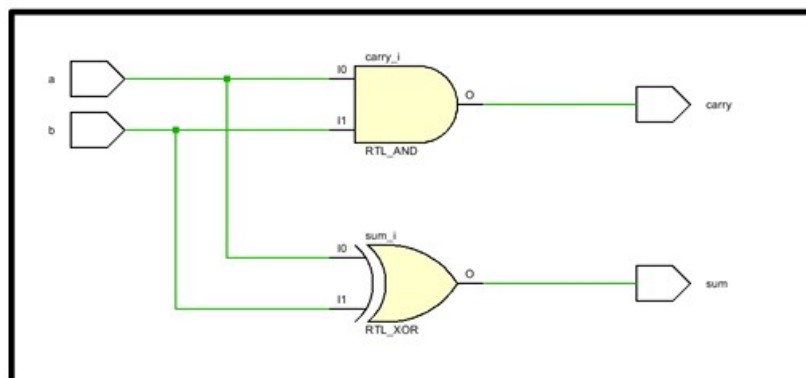 carry_i
a
I0
O
carry
b
I1
RTL_AND
sum_i
I0
O
sum
I1
RTL_XOR